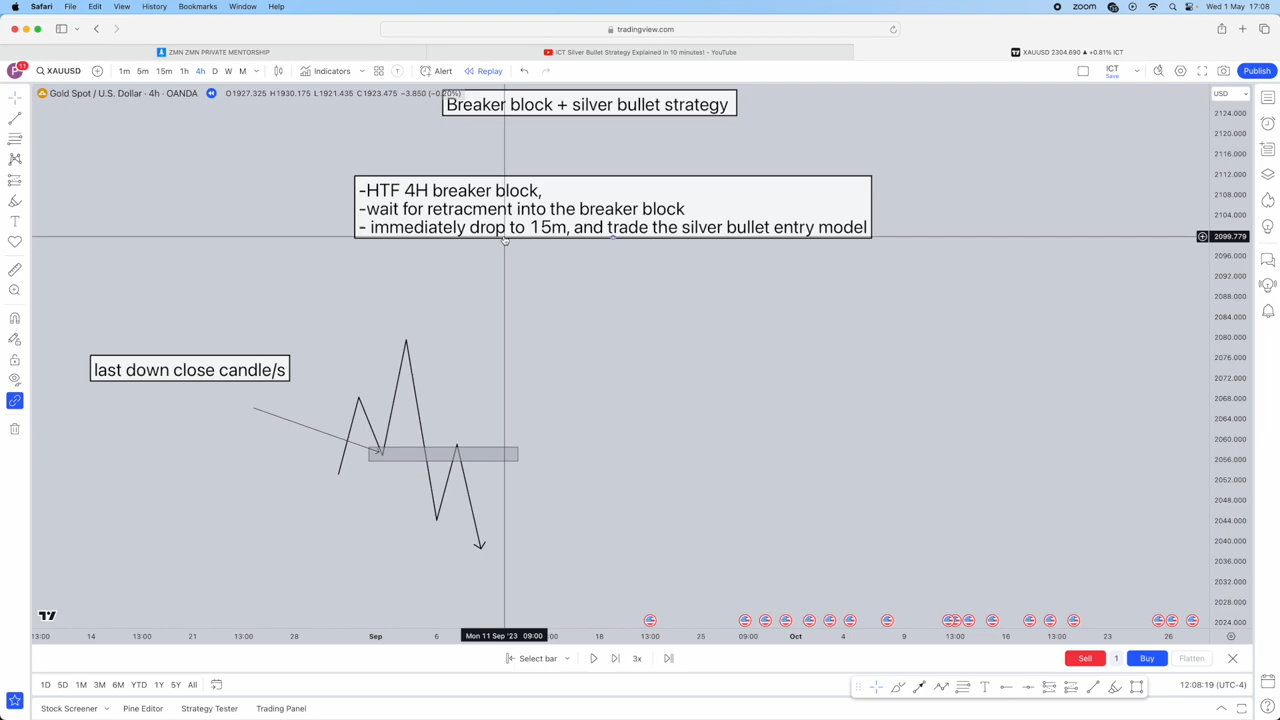 Safari File Edit View History Bookmarks Window Help
zoom Wed 1 May 17:08
tradingview.com
ZMN ZMN PRIVATE MENTORSHIP
ICT Silver Bullet Strategy Explained In 10 minutes! - YouTube
XAUUSD 2304.690 ▲ +0.81% ICT
11
XAUUSD 1m 5m 15m 1h 4h D W M Indicators Alert Replay
ICT
Save
Publish
Gold Spot / U.S. Dollar · 4h · OANDA O1927.325 H1930.175 L1921.435 C1923.475 −3.850 (−0.20%)
USD
Breaker block + silver bullet strategy
-HTF 4H breaker block,
-wait for retracment into the breaker block
- immediately drop to 15m, and trade the silver bullet entry model
last down close candle/s
2124.000
2120.000
2116.000
2112.000
2108.000
2104.000
2099.779
2096.000
2092.000
2088.000
2084.000
2080.000
2076.000
2072.000
2068.000
2064.000
2060.000
2056.000
2052.000
2048.000
2044.000
2040.000
2036.000
2032.000
2028.000
2024.000
13:00 14 13:00 21 13:00 28 Sep 6 Mon 11 Sep '23 09:00 :00 18 13:00 25 09:00 Oct 4 9 13:00 17 13:00 23 26
Select bar 3x
Sell 1 Buy Flatten
1D 5D 1M 3M 6M YTD 1Y 5Y All
12:08:19 (UTC-4)
Stock Screener Pine Editor Strategy Tester Trading Panel